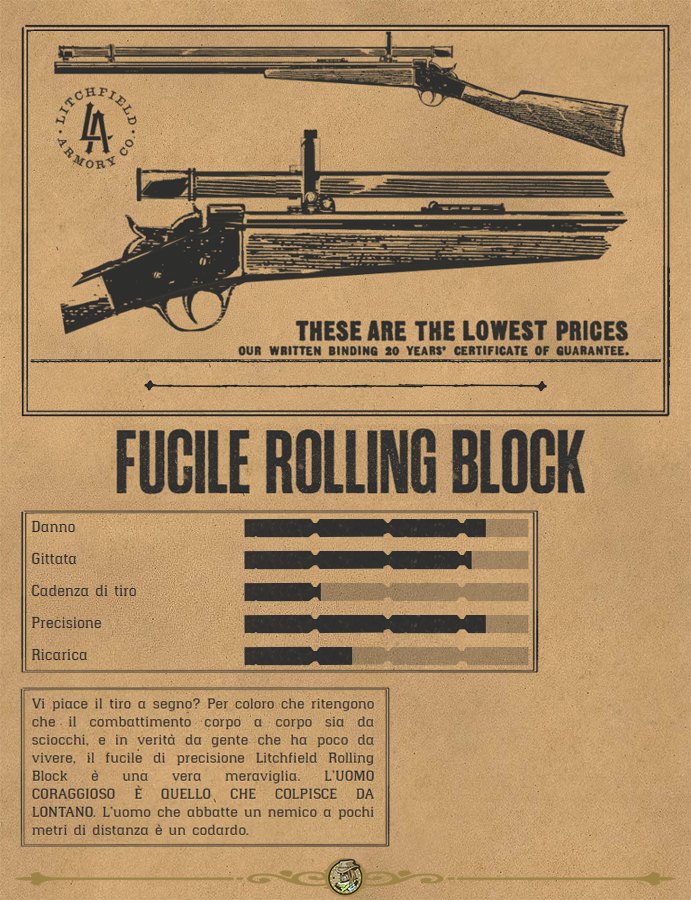 LITCHFIELD
LA
ARMORY CO.
THESE ARE THE LOWEST PRICES
OUR WRITTEN BINDING 20 YEARS' CERTIFICATE OF GUARANTEE.
FUCILE ROLLING BLOCK
Danno
Gittata
Cadenza di tiro
Precisione
Ricarica
Vi piace il tiro a segno? Per coloro che ritengono
che il combattimento corpo a corpo sia da
sciocchi, e in verità da gente che ha poco da
vivere, il fucile di precisione Litchfield Rolling
Block è una vera meraviglia. L'UOMO
CORAGGIOSO È QUELLO CHE COLPISCE DA
LONTANO. L'uomo che abbatte un nemico a pochi
metri di distanza è un codardo.